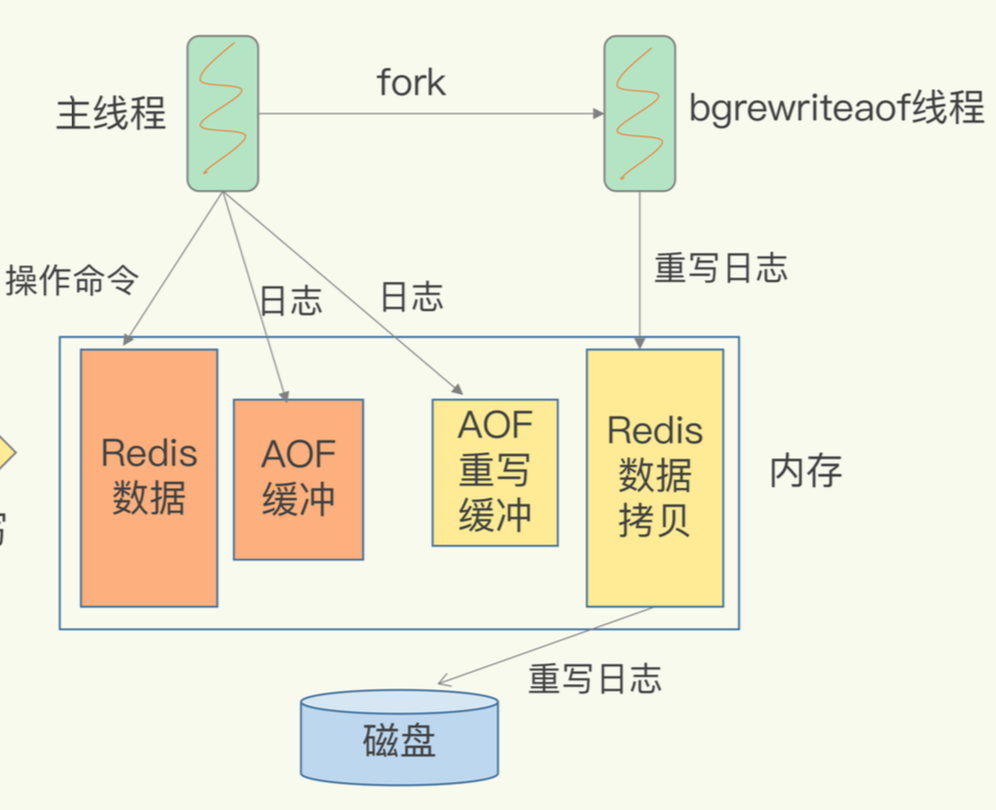 fork
主线程
bgrewriteaof线程
操作命令
日志
日志
重写日志
Redis
数据
AOF
缓冲
AOF
重写
缓冲
Redis
数据
拷贝
内存
重写日志
磁盘